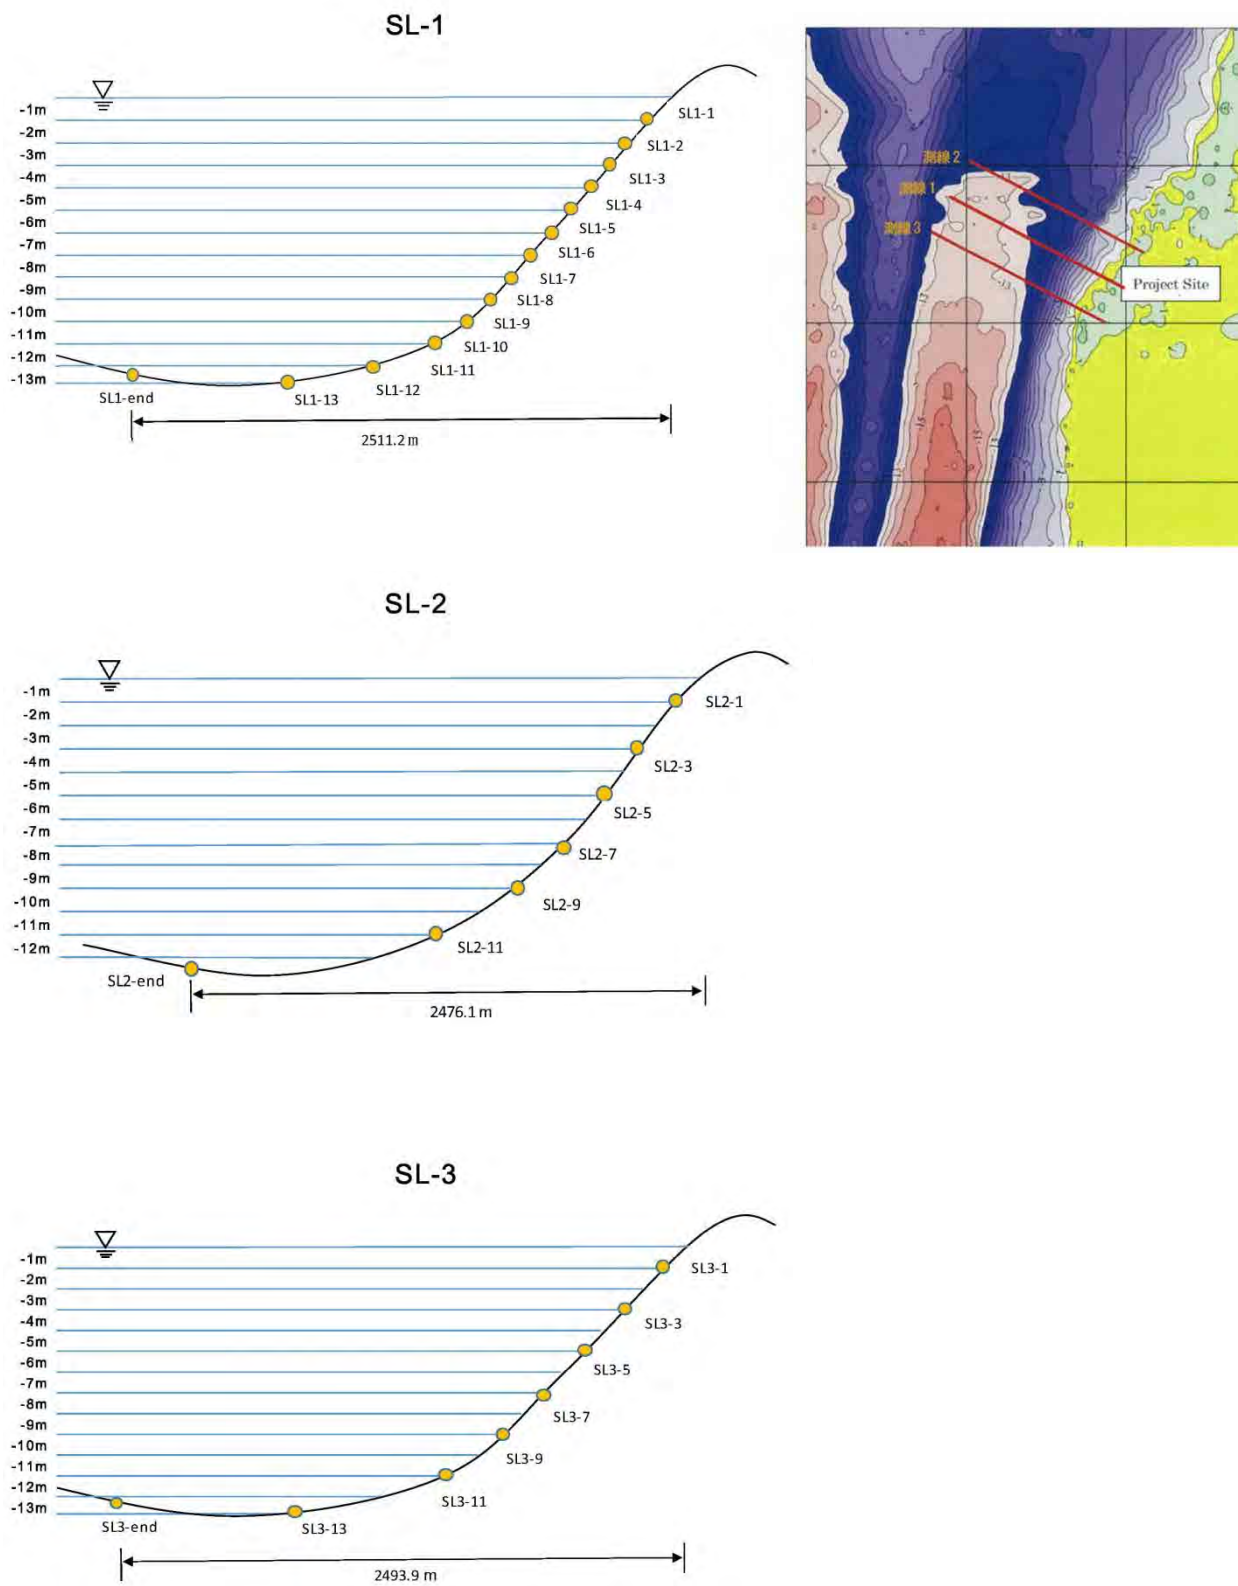 SL-1
-1m
-2m
-3m
-4m
-5m
-6m
-7m
-8m
-9m
-10m
-11m
-12m
-13m
SL1-1
SL1-2
SL1-3
SL1-4
SL1-5
SL1-6
SL1-7
SL1-8
SL1-9
SL1-10
SL1-11
SL1-12
SL1-13
SL1-end
2511.2 m
測線 2
測線 1
測線 3
Project Site
SL-2
-1m
-2m
-3m
-4m
-5m
-6m
-7m
-8m
-9m
-10m
-11m
-12m
SL2-1
SL2-3
SL2-5
SL2-7
SL2-9
SL2-11
SL2-end
2476.1 m
SL-3
-1m
-2m
-3m
-4m
-5m
-6m
-7m
-8m
-9m
-10m
-11m
-12m
-13m
SL3-1
SL3-3
SL3-5
SL3-7
SL3-9
SL3-11
SL3-13
SL3-end
2493.9 m